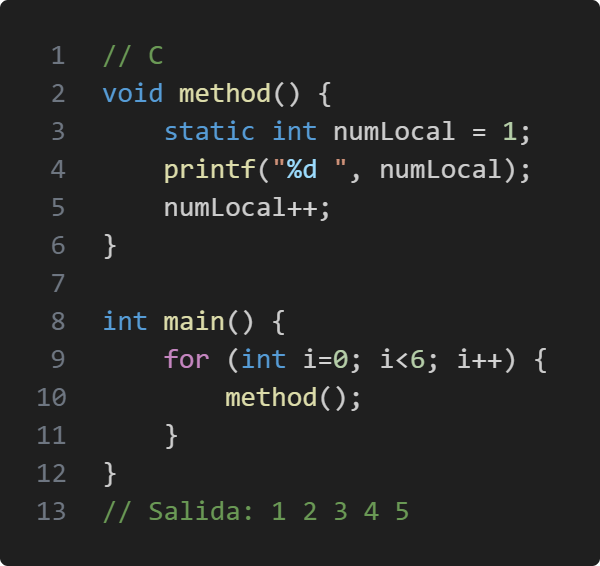 1 // C
2 void method() {
3     static int numLocal = 1;
4     printf("%d ", numLocal);
5     numLocal++;
6 }
7
8 int main() {
9     for (int i=0; i<6; i++) {
10         method();
11     }
12 }
13 // Salida: 1 2 3 4 5